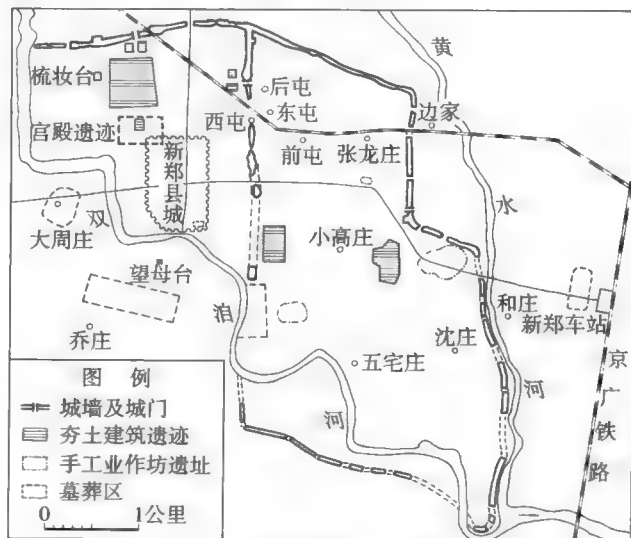 黄
水
河
梳妆台
后屯
东屯
西屯
边家
宫殿遗迹
前屯
张龙庄
新郑县城
大周庄
双
洎
河
小高庄
望母台
和庄
新郑车站
乔庄
沈庄
五宅庄
京广铁路
图 例
城墙及城门
夯土建筑遗迹
手工业作坊遗址
墓葬区
0 1公里